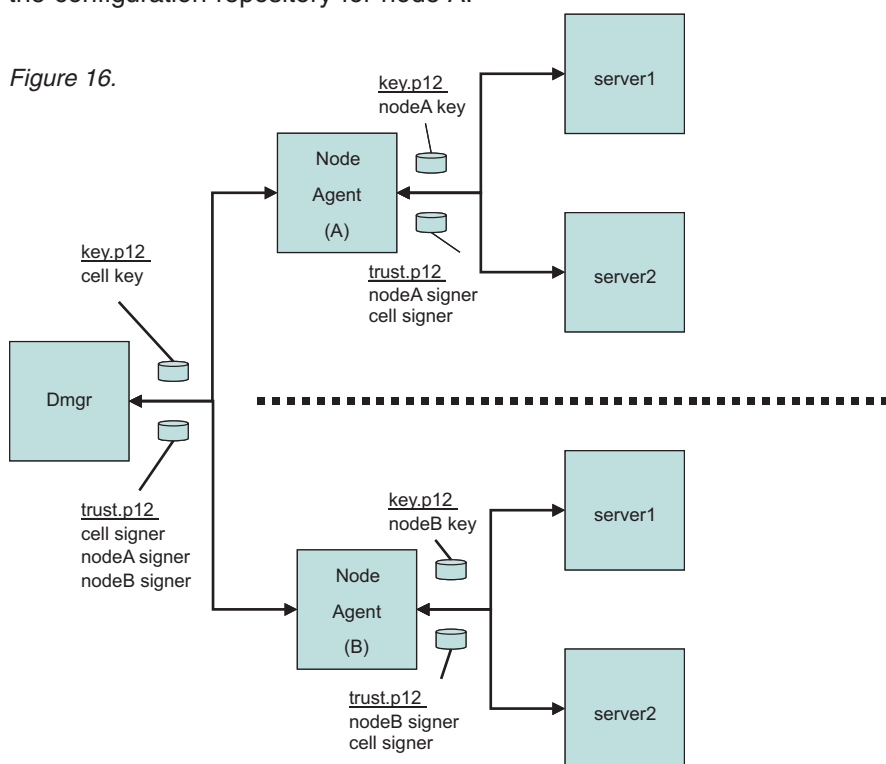 the configuration repository for node A.
Figure 16.
key.p12
nodeA key
server1
Node
Agent
(A)
trust.p12
nodeA signer
cell signer
server2
key.p12
cell key
Dmgr
trust.p12
cell signer
nodeA signer
nodeB signer
key.p12
nodeB key
server1
Node
Agent
(B)
trust.p12
nodeB signer
cell signer
server2